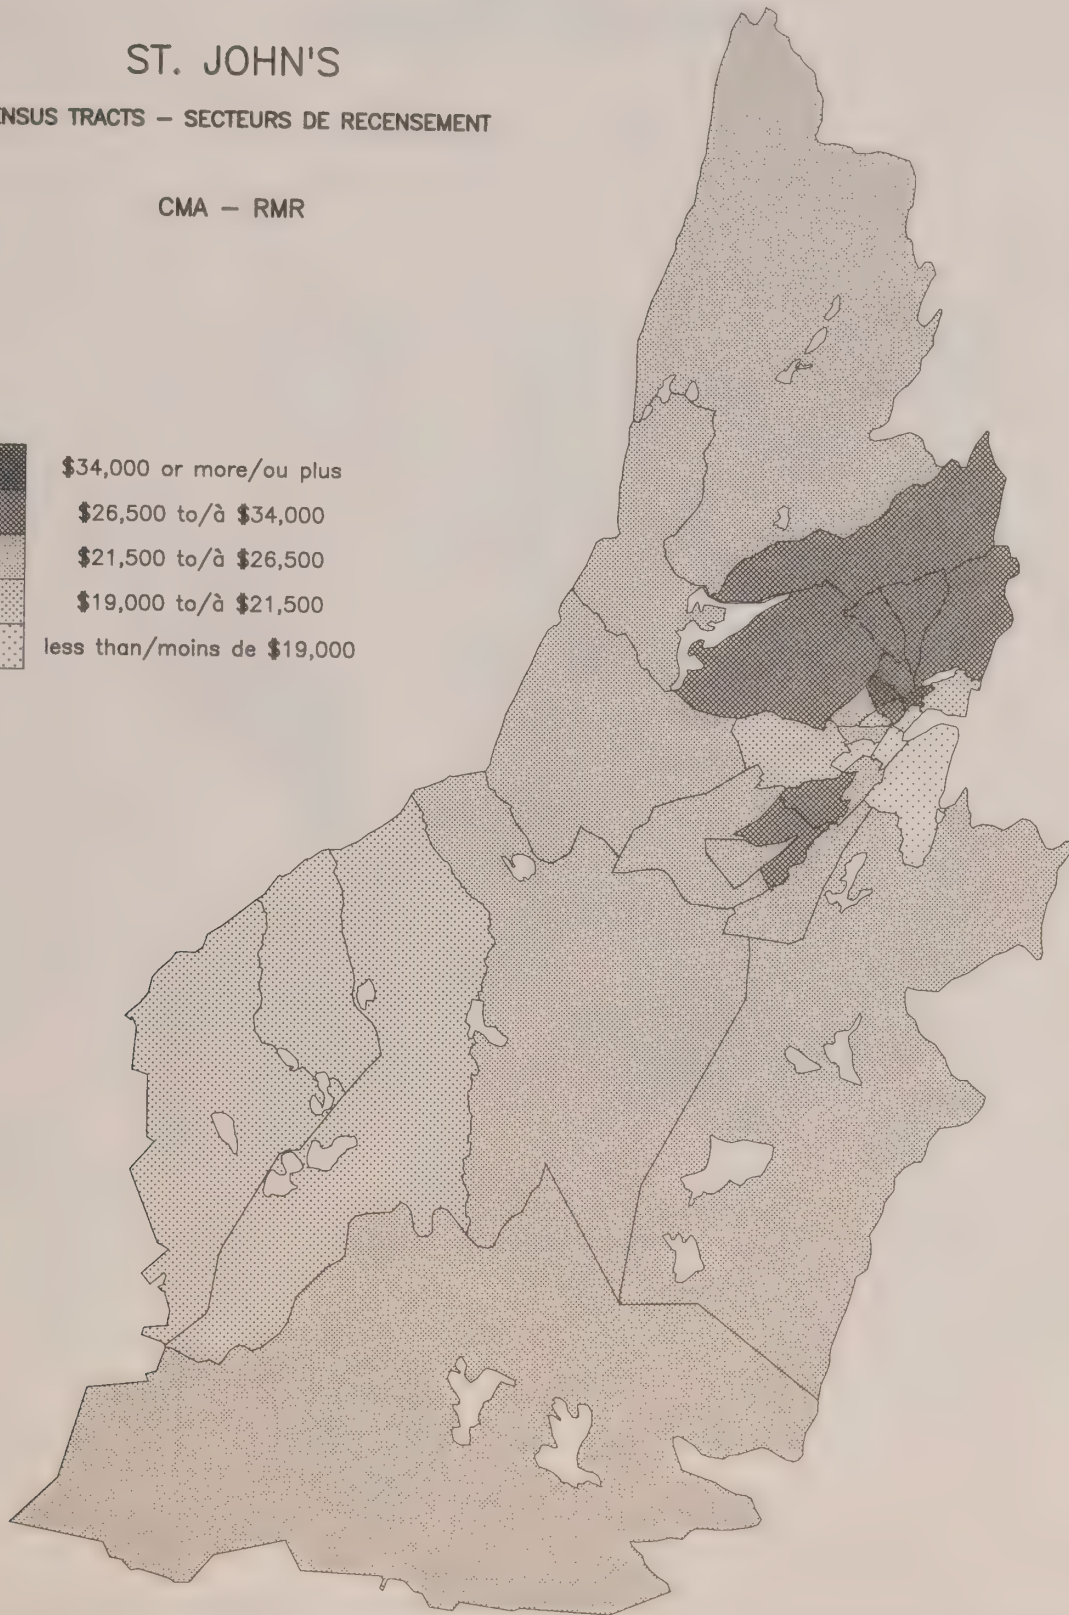 ST. JOHN'S
TRACTS – SECTEURS DE RECENSEMENT
CMA – RMR
$34,000 or more/ou plus
$26,500 to/à $34,000
$21,500 to/à $26,500
$19,000 to/à $21,500
less than/moins de $19,000